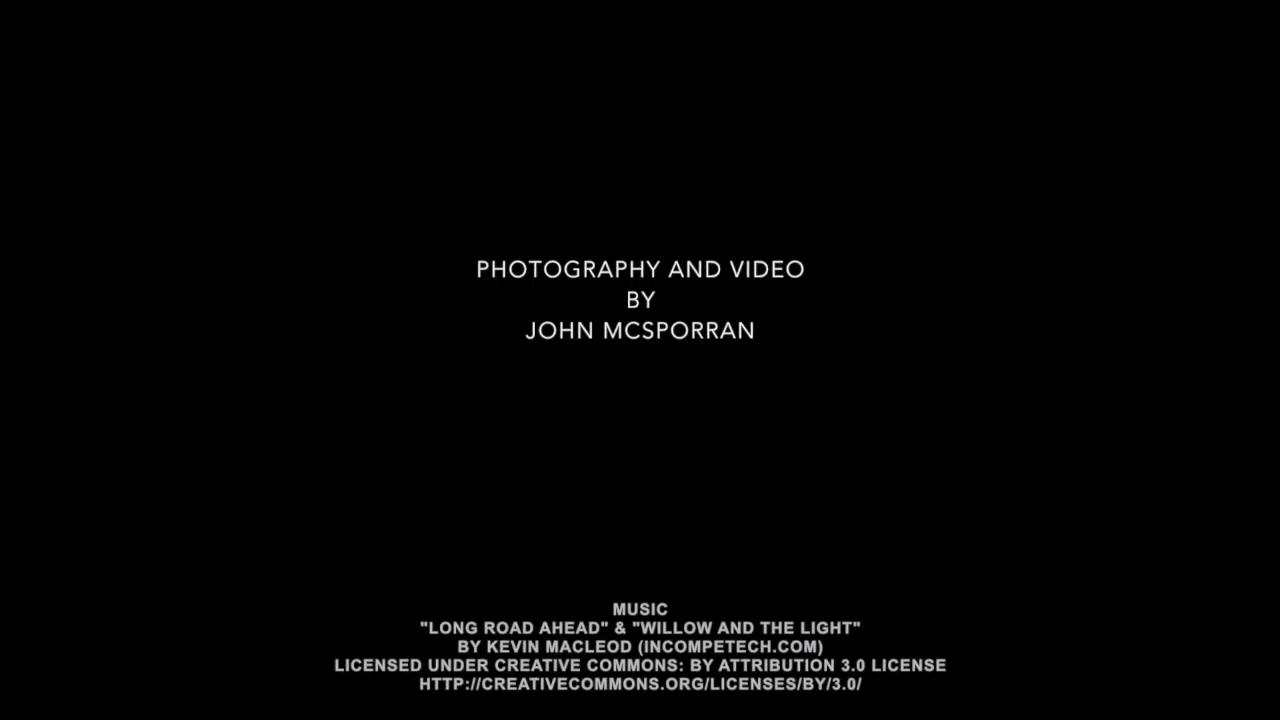 PHOTOGRAPHY AND VIDEO
BY
JOHN MCSPORRAN
MUSIC
"LONG ROAD AHEAD" & "WILLOW AND THE LIGHT"
BY KEVIN MACLEOD (INCOMPETECH.COM)
LICENSED UNDER CREATIVE COMMONS: BY ATTRIBUTION 3.0 LICENSE
HTTP://CREATIVECOMMONS.ORG/LICENSES/BY/3.0/